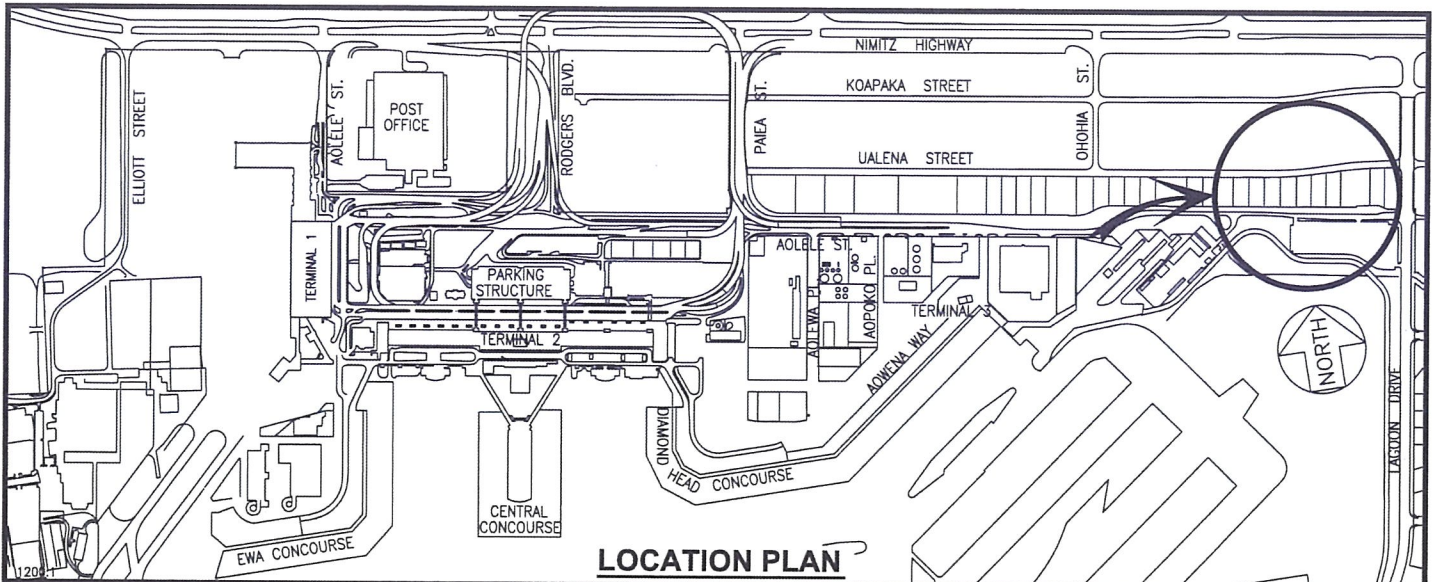 NIMITZ HIGHWAY
KOAPAKA STREET
UALENA STREET
ELLIOTT STREET
AOLELE ST.
POST
OFFICE
RODGERS BLVD.
PAIEA ST.
OHOHIA ST.
TERMINAL 1
PARKING
STRUCTURE
TERMINAL 2
AOLELE ST.
AOLEWA PL.
AOPOKO PL.
TERMINAL 3
AOWENA WAY
NORTH
LAGOON DRIVE
DIAMOND
HEAD CONCOURSE
CENTRAL
CONCOURSE
EWA CONCOURSE
LOCATION PLAN